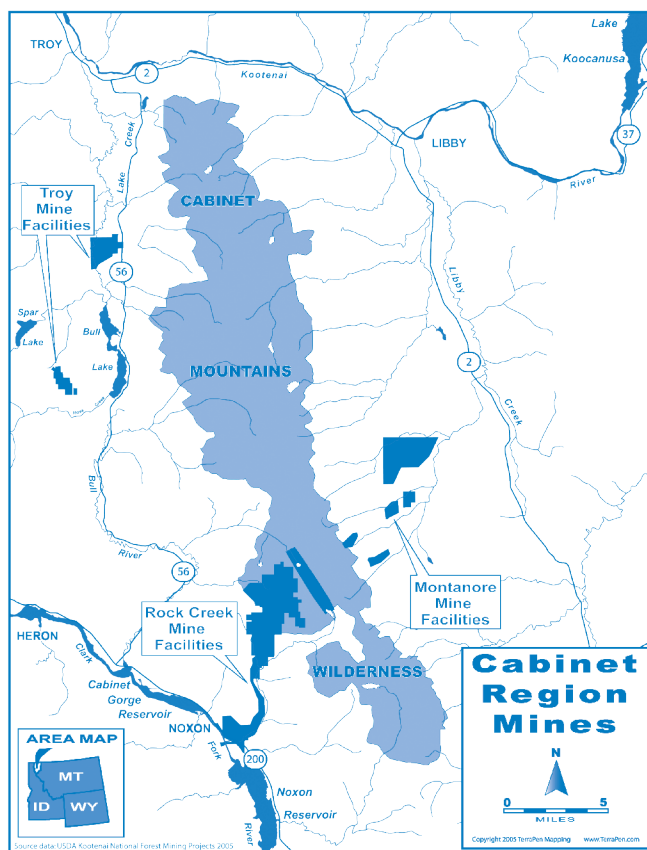 Lake
Koocanusa
TROY
2
Kootenai
37
LIBBY
River
Lake Creek
CABINET
Troy
Mine
Facilities
56
Libby
Spar
Lake
Bull
Lake
2
MOUNTAINS
Creek
Bull
River
56
Montanore
Mine
Facilities
Rock Creek
Mine
Facilities
HERON
Clark
WILDERNESS
Cabinet
Gorge
Reservoir
NOXON
Fork
200
Noxon
Reservoir
River
AREA MAP
MT
ID WY
Cabinet
Region
Mines
N
0 5
MILES
Copyright 2005 TerraPen Mapping www.TerraPen.com
Source data: USDA Kootenai National Forest Mining Projects 2005